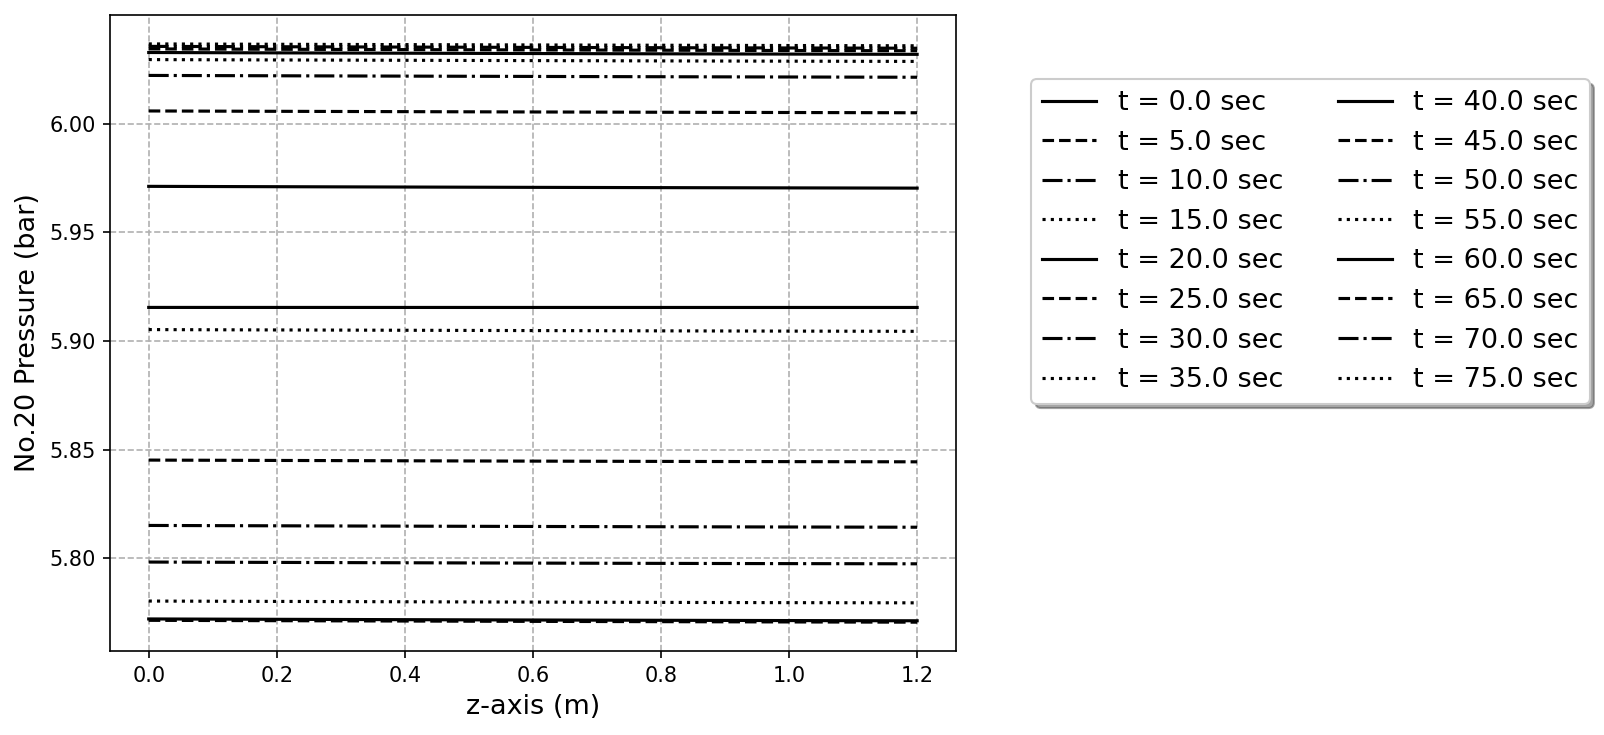 6.00
5.95
5.90
5.85
5.80
No.20 Pressure (bar)
0.0 0.2 0.4 0.6 0.8 1.0 1.2
z-axis (m)
t = 0.0 sec
t = 5.0 sec
t = 10.0 sec
t = 15.0 sec
t = 20.0 sec
t = 25.0 sec
t = 30.0 sec
t = 35.0 sec
t = 40.0 sec
t = 45.0 sec
t = 50.0 sec
t = 55.0 sec
t = 60.0 sec
t = 65.0 sec
t = 70.0 sec
t = 75.0 sec